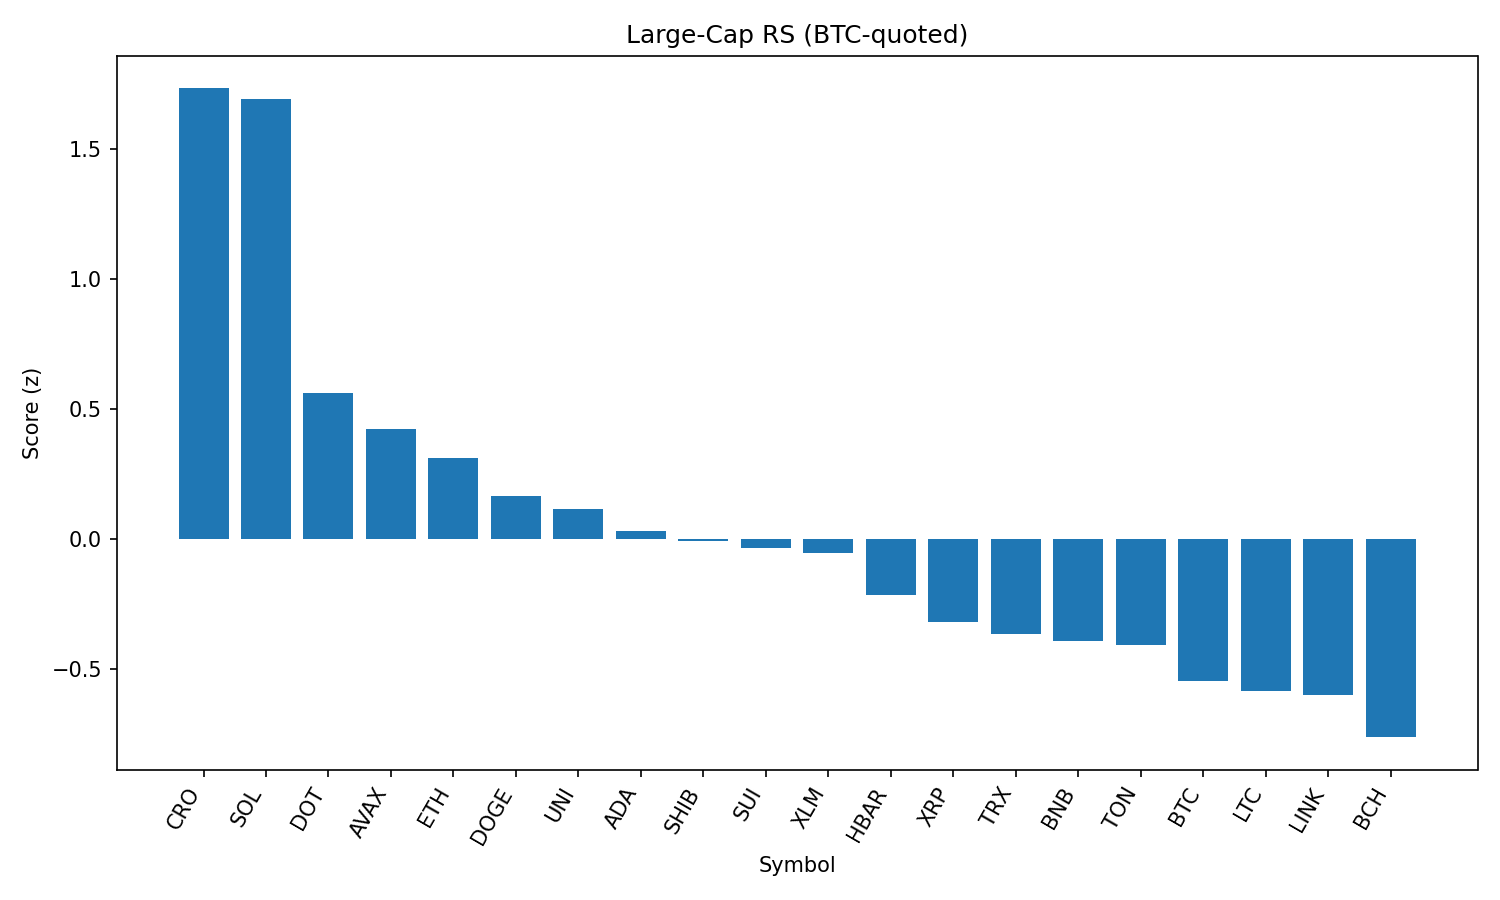 Large-Cap RS (BTC-quoted)
Score (z)
1.5
1.0
0.5
0.0
−0.5
CRO
SOL
DOT
AVAX
ETH
DOGE
UNI
ADA
SHIB
SUI
XLM
HBAR
XRP
TRX
BNB
TON
BTC
LTC
LINK
BCH
Symbol